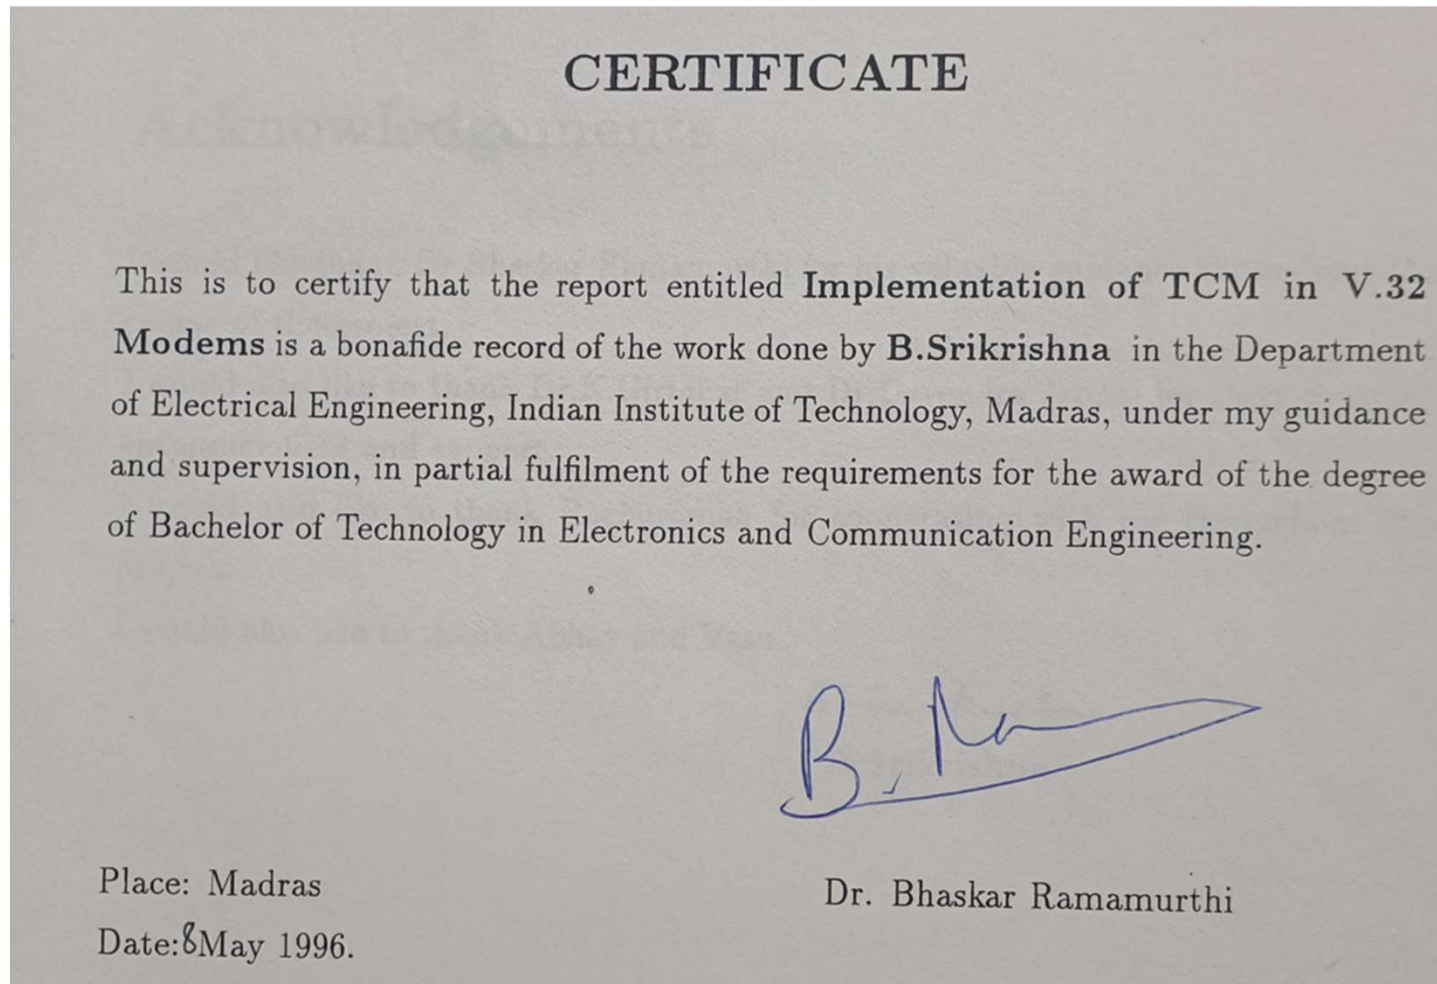 CERTIFICATE
Acknowledgements
This is to certify that the report entitled Implementation of TCM in V.32
Modems is a bonafide record of the work done by B.Srikrishna in the Department
of Electrical Engineering, Indian Institute of Technology, Madras, under my guidance
and supervision, in partial fulfilment of the requirements for the award of the degree
of Bachelor of Technology in Electronics and Communication Engineering.
B. Ra
Place: Madras
Dr. Bhaskar Ramamurthi
Date:8May 1996.